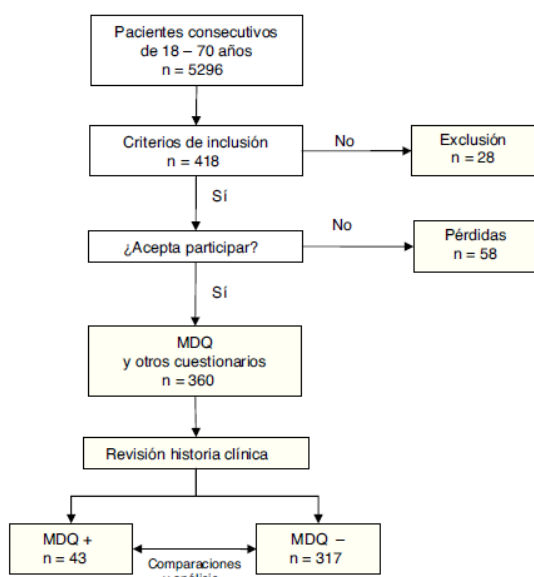 Pacientes consecutivos
de 18 – 70 años
n = 5296
Criterios de inclusión
n = 418
No
Exclusión
n = 28
Sí
¿Acepta participar?
No
Pérdidas
n = 58
Sí
MDQ
y otros cuestionarios
n = 360
Revisión historia clínica
MDQ +
n = 43
Comparaciones
y análisis
MDQ –
n = 317